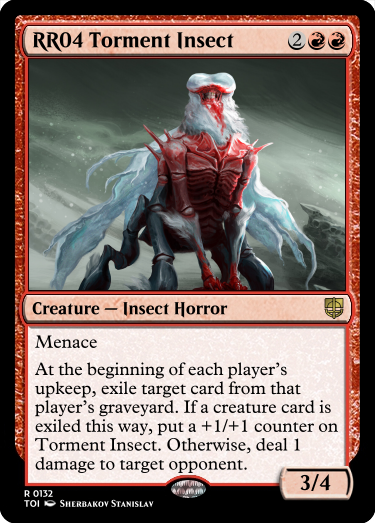 RR04 Torment Insect 2
Creature — Insect Horror
Menace
At the beginning of each player's
upkeep, exile target card from that
player's graveyard. If a creature card is
exiled this way, put a +1/+1 counter on
Torment Insect. Otherwise, deal 1
damage to target opponent.
3/4
R 0132
TOI Sherbakov Stanislav